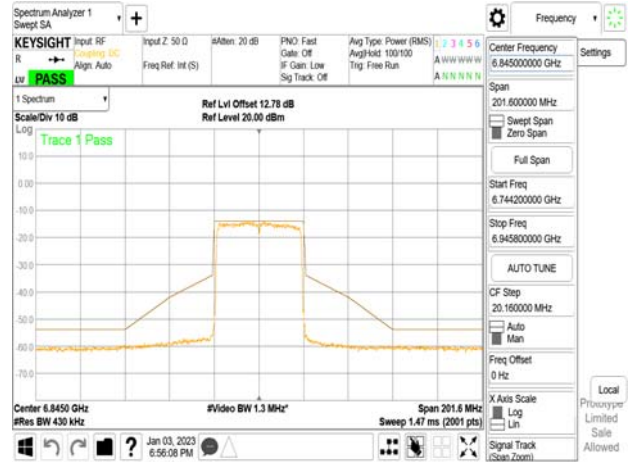 Spectrum Analyzer 1
Swept SA
KEYSIGHT
R
LV PASS
Input: RF
Coupling: DC
Align: Auto
Input Z: 50 Ω
Freq Ref: Int (S)
#Atten: 20 dB
PNO: Fast
Gate: Off
IF Gain: Low
Sig Track: Off
Avg Type: Power (RMS)
Avg|Hold: 100/100
Trig: Free Run
1 2 3 4 5 6
A W W W W W
A N N N N N
1 Spectrum
Scale/Div 10 dB
Ref Lvl Offset 12.78 dB
Ref Level 20.00 dBm
Log
Trace 1 Pass
10.0
0.00
-10.0
-20.0
-30.0
-40.0
-50.0
-60.0
-70.0
Center 6.8450 GHz
#Res BW 430 kHz
#Video BW 1.3 MHz*
Span 201.6 MHz
Sweep 1.47 ms (2001 pts)
Jan 03, 2023
6:56:08 PM
Frequency
Settings
Center Frequency
6.845000000 GHz
Span
201.600000 MHz
Swept Span
Zero Span
Full Span
Start Freq
6.744200000 GHz
Stop Freq
6.945800000 GHz
AUTO TUNE
CF Step
20.160000 MHz
Auto
Man
Freq Offset
0 Hz
X Axis Scale
Log
Lin
Signal Track
(Span Zoom)
Local
Prototype
Limited
Sale
Allowed